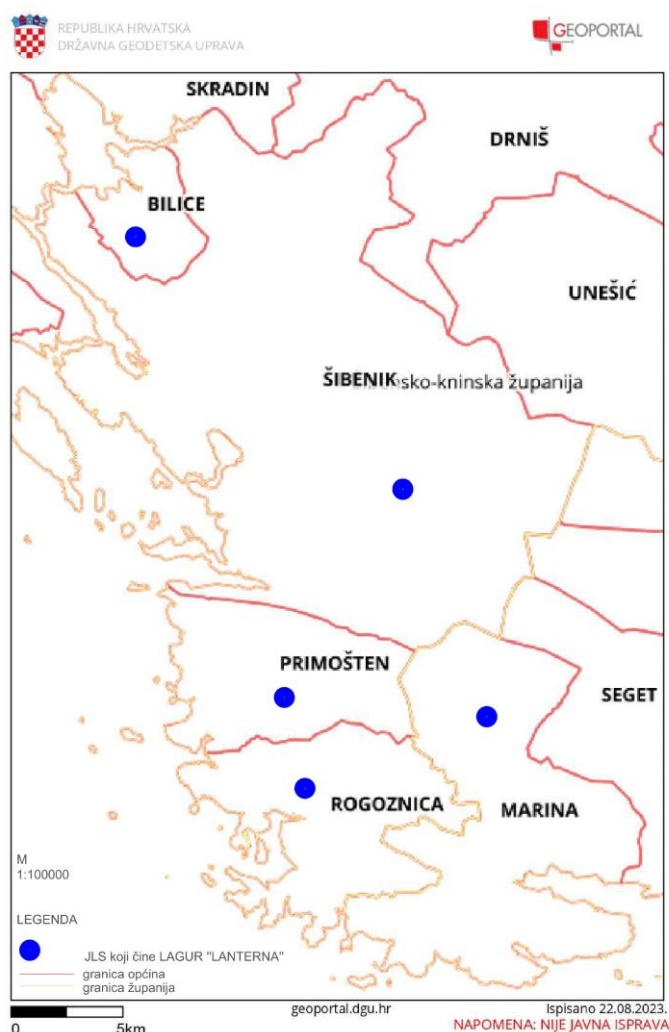 REPUBLIKA HRVATSKA
DRŽAVNA GEODETSKA UPRAVA
GEOPORTAL
SKRADIN
DRNIŠ
BILICE
UNEŠIĆ
ŠIBENIK sko-kninska županija
PRIMOŠTEN
SEGET
ROGOZNICA
MARINA
M
1:100000
LEGENDA
JLS koji čine LAGUR "LANTERNA"
granica općina
granica županija
0 5km
geoportal.dgu.hr
Ispisano 22.08.2023.
NAPOMENA: NIJE JAVNA ISPRAVA